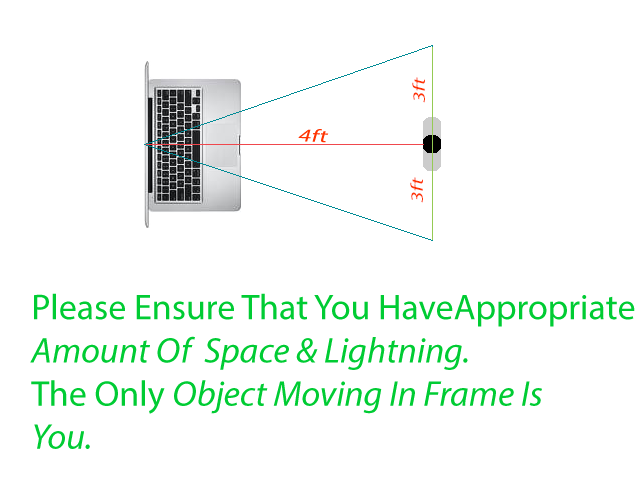 3ft
4ft
3ft
Please Ensure That You HaveAppropriate
Amount Of Space & Lightning.
The Only Object Moving In Frame Is
You.